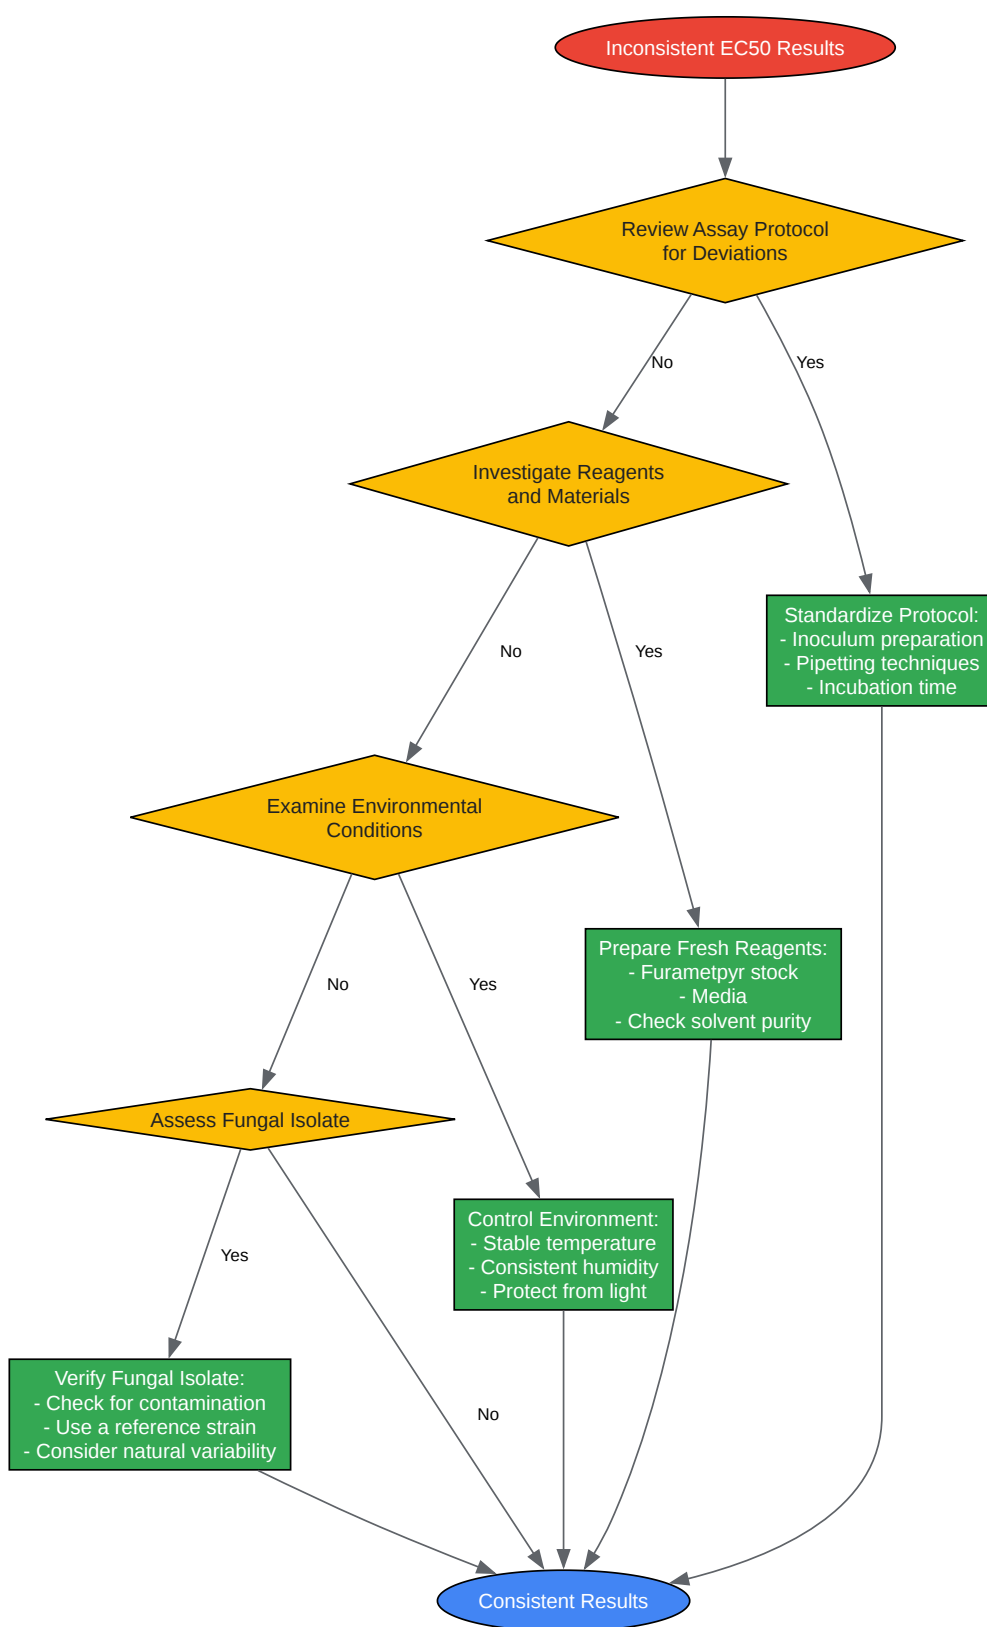 Inconsistent EC50 Results
Review Assay Protocol
for Deviations
No
Yes
Investigate Reagents
and Materials
Standardize Protocol:
- Inoculum preparation
- Pipetting techniques
- Incubation time
No
Yes
Examine Environmental
Conditions
Prepare Fresh Reagents:
- Furametpyr stock
- Media
- Check solvent purity
No
Yes
Assess Fungal Isolate
Control Environment:
- Stable temperature
- Consistent humidity
- Protect from light
Yes
Verify Fungal Isolate:
- Check for contamination
- Use a reference strain
- Consider natural variability
No
Consistent Results